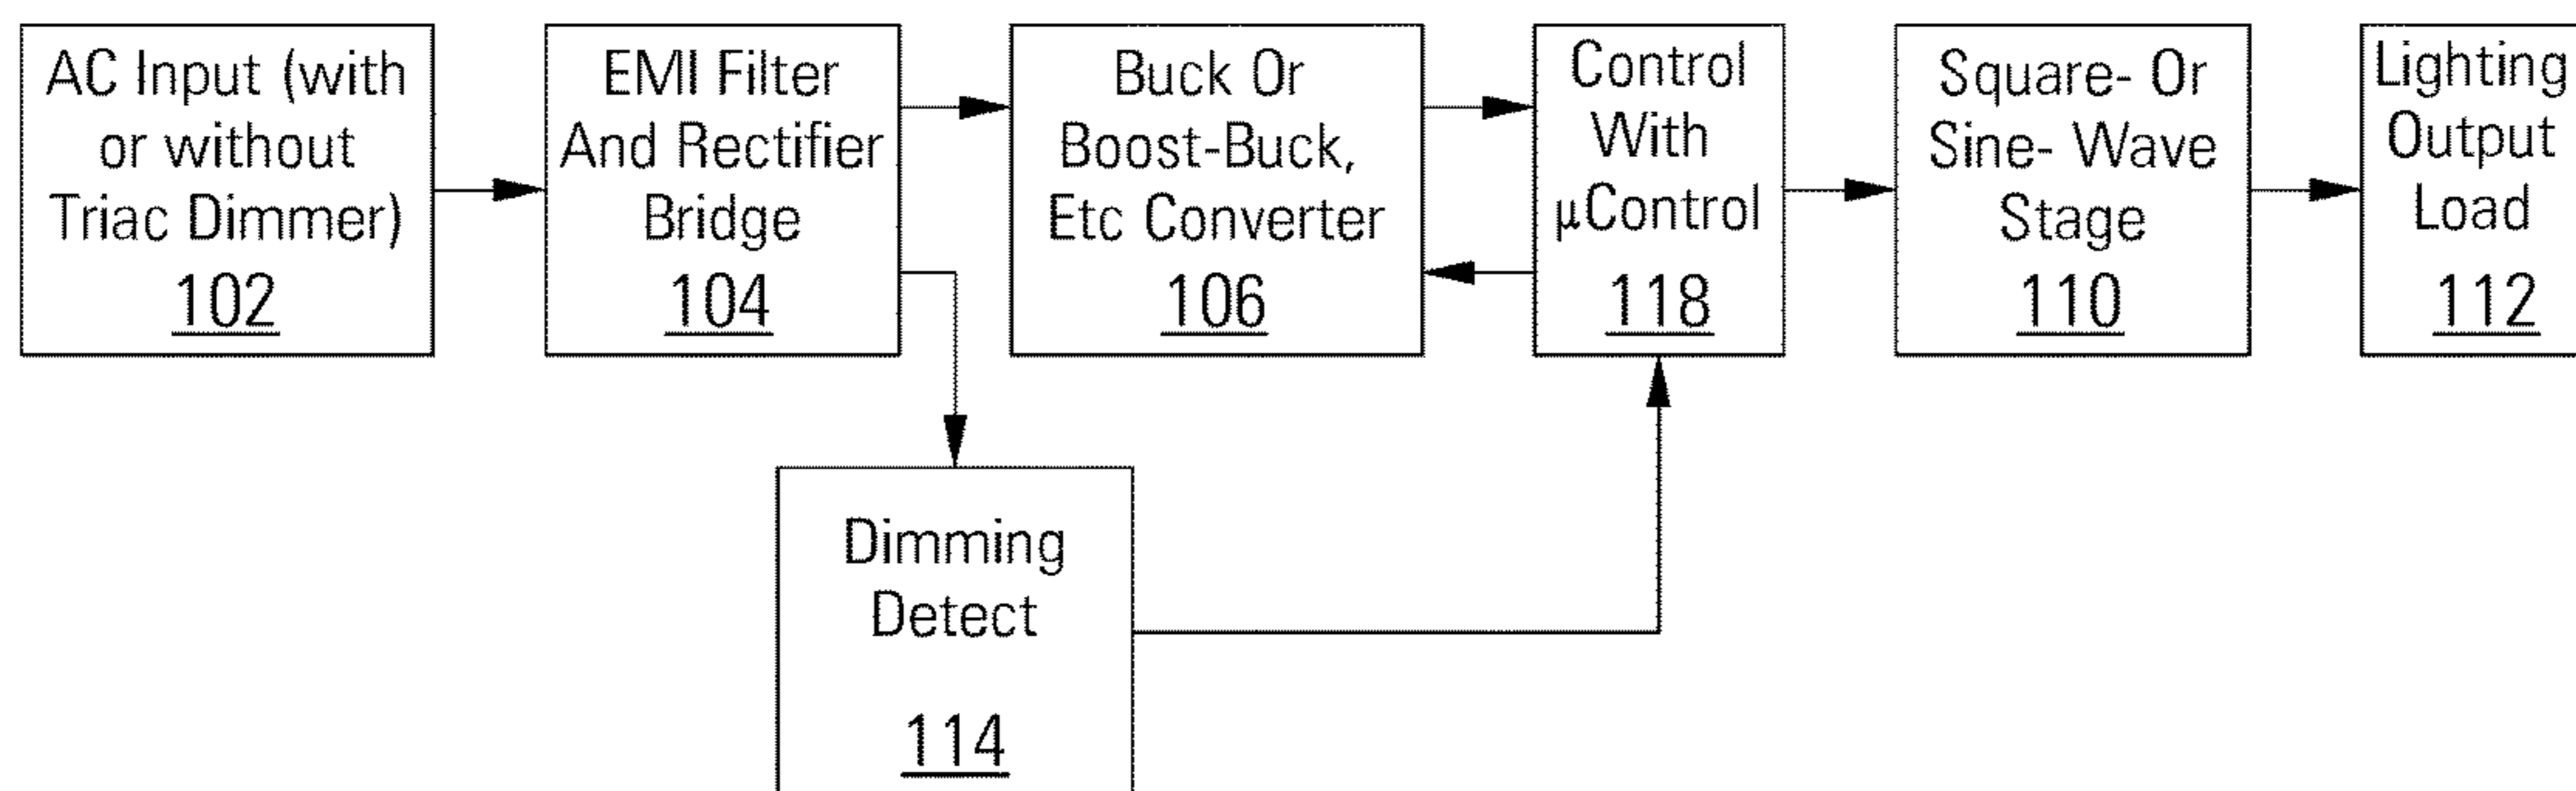 AC Input (with
or without
Triac Dimmer)
102
EMI Filter
And Rectifier
Bridge
104
Buck Or
Boost-Buck,
Etc Converter
106
Control
With
µControl
118
Square- Or
Sine- Wave
Stage
110
Lighting
Output
Load
112
Dimming
Detect
114